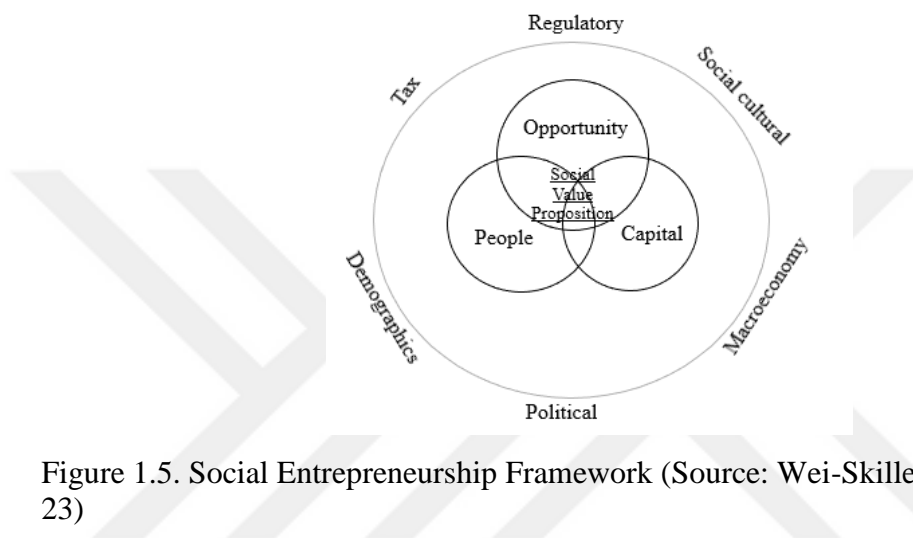 Regulatory
Tax
Social cultural
Opportunity
Social
Value
Proposition
People
Capital
Demographics
Macroeconomy
Political
Figure 1.5. Social Entrepreneurship Framework (Source: Wei-Skille
23)